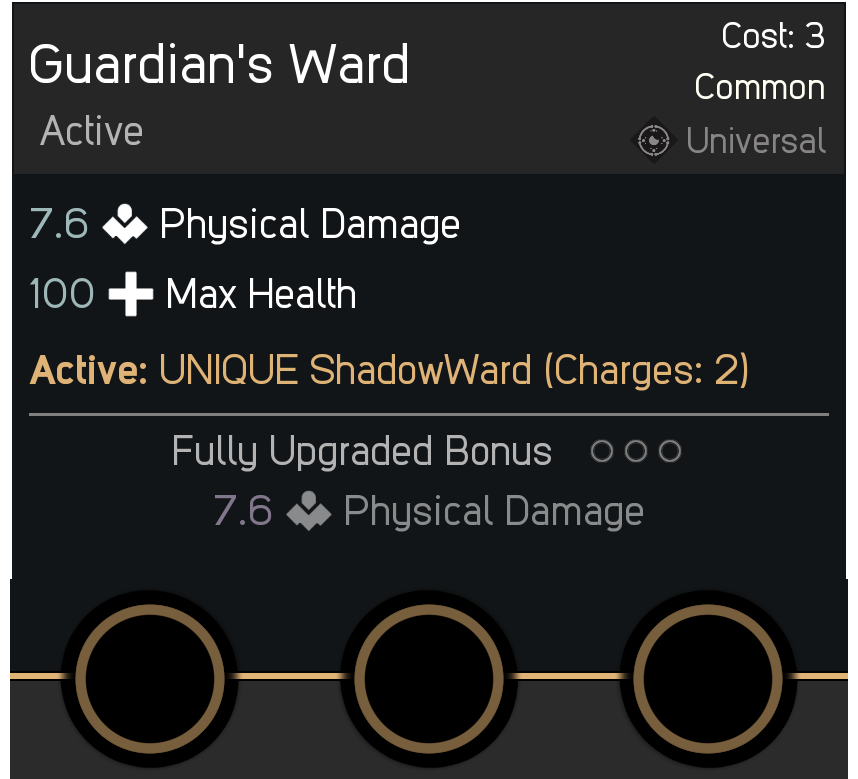 Guardian's Ward
Cost: 3
Common
Active
Universal
7.6 Physical Damage
100 Max Health
Active: UNIQUE ShadowWard (Charges: 2)
Fully Upgraded Bonus
7.6 Physical Damage